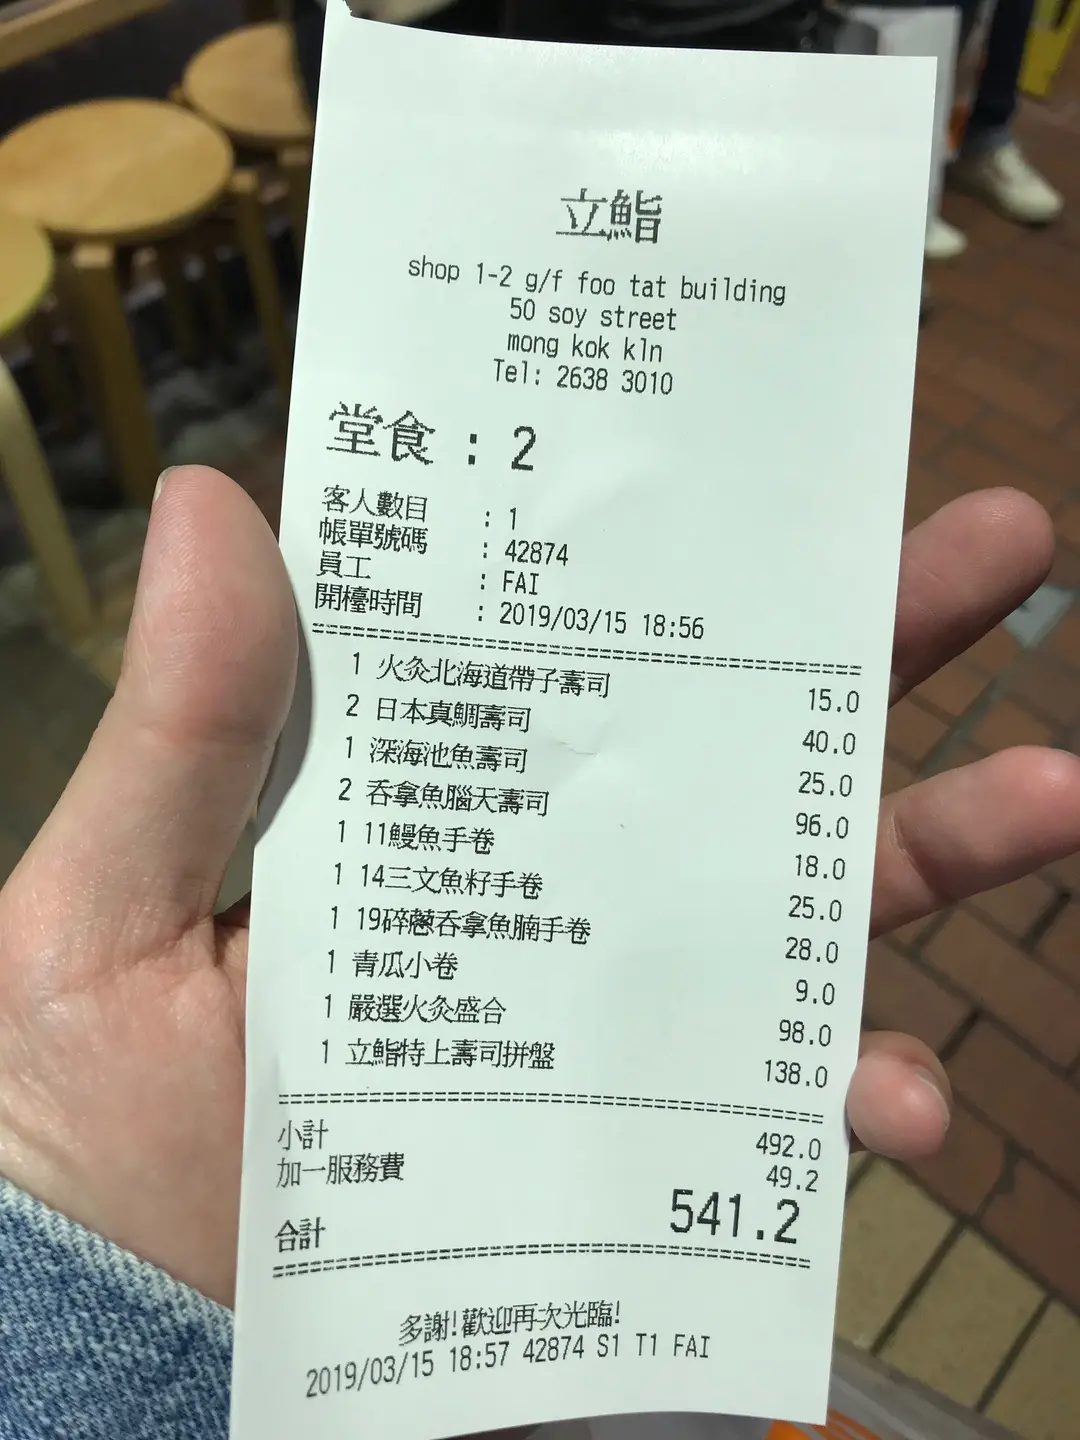 立鮨
shop 1-2 g/f foo tat building
50 soy street
mong kok kln
Tel: 2638 3010
堂食 : 2
客人數目 : 1
帳單號碼 : 42874
員工 : FAI
開檯時間 : 2019/03/15 18:56
1 火灸北海道帶子壽司 15.0
2 日本真鯛壽司 40.0
1 深海池魚壽司 25.0
2 吞拿魚腦天壽司 96.0
1 11鰻魚手卷 18.0
1 14三文魚籽手卷 25.0
1 19碎蔥吞拿魚腩手卷 28.0
1 青瓜小卷 9.0
1 嚴選火灸盛合 98.0
1 立鮨特上壽司拼盤 138.0
小計 492.0
加一服務費 49.2
合計 541.2
多謝!歡迎再次光臨!
2019/03/15 18:57 42874 S1 T1 FAI